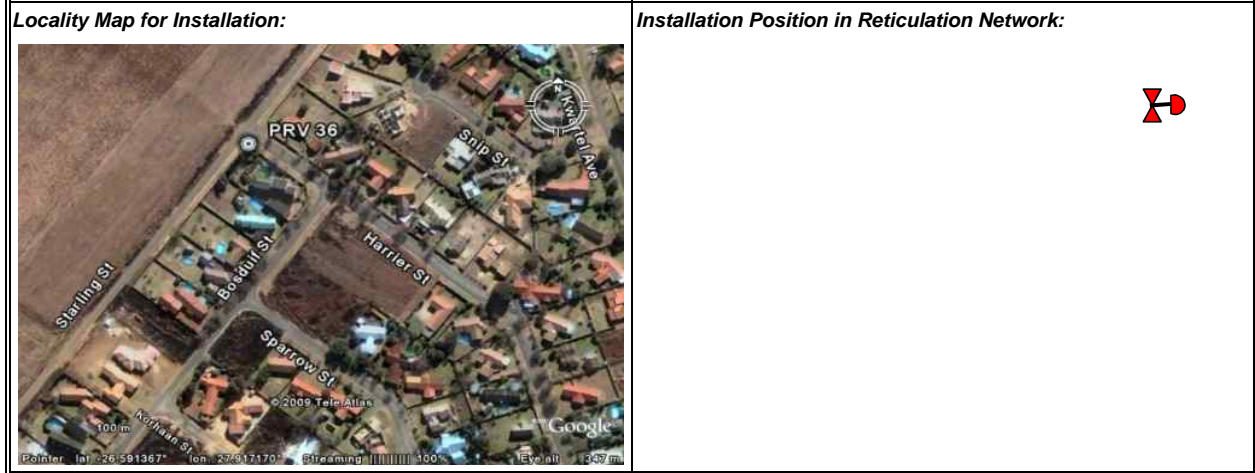 Locality Map for Installation:
Installation Position in Reticulation Network:
N
Kwartel Ave
PRV 36
Snip St
Harrier St
Bosduif St
Starling St
Sparrow St
© 2009 Tele Atlas
Korhaan St
100 m
Google
Pointer lat -26.591367° lon 27.917170° Streaming |||||||||| 100% Eye alt 347 m